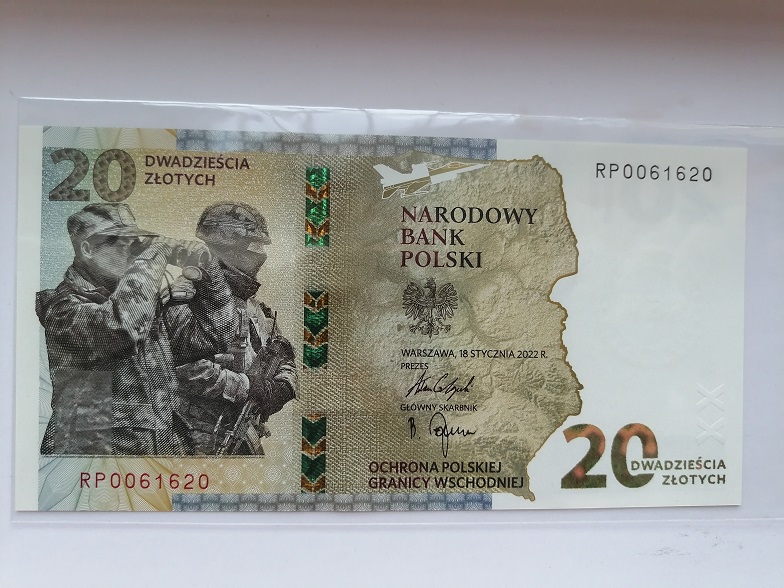 20 DWADZIEŚCIA
ZŁOTYCH
RP0061620
NARODOWY
BANK
POLSKI
WARSZAWA, 18 STYCZNIA 2022 R.
PREZES
GŁÓWNY SKARBNIK
RP0061620
OCHRONA POLSKIEJ
GRANICY WSCHODNIEJ
20 DWADZIEŚCIA
ZŁOTYCH
XX